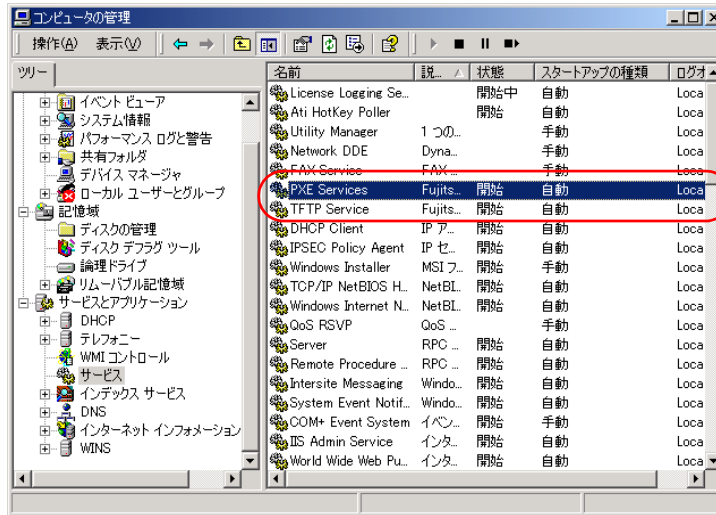 コンピュータの管理
操作(A) 表示(V)
ツリー
イベント ビューア
システム情報
パフォーマンス ログと警告
共有フォルダ
デバイス マネージャ
ローカル ユーザーとグループ
記憶域
ディスクの管理
ディスク デフラグ ツール
論理ドライブ
リムーバブル記憶域
サービスとアプリケーション
DHCP
テレフォニー
WMI コントロール
サービス
インデックス サービス
DNS
インターネット インフォメーション
WINS
名前 説... 状態 スタートアップの種類 ログオ
License Logging Se... 開始中 自動 Loca
Ati HotKey Poller 開始 自動 Loca
Utility Manager 1 つの... 手動 Loca
Network DDE Dyna... 手動 Loca
FAX Service FAX ... 手動 Loca
PXE Services Fujits... 開始 自動 Loca
TFTP Service Fujits... 開始 自動 Loca
DHCP Client IP ア... 開始 自動 Loca
IPSEC Policy Agent IP セ... 開始 自動 Loca
Windows Installer MSI フ... 開始 手動 Loca
TCP/IP NetBIOS H... NetBI... 開始 自動 Loca
Windows Internet N... NetBI... 開始 自動 Loca
QoS RSVP QoS ... 手動 Loca
Server RPC ... 開始 自動 Loca
Remote Procedure ... RPC ... 開始 自動 Loca
Intersite Messaging Windo... 開始 自動 Loca
System Event Notif... Windo... 開始 自動 Loca
COM+ Event System イベン... 開始 手動 Loca
IIS Admin Service インタ... 開始 自動 Loca
World Wide Web Pu... インタ... 開始 自動 Loca